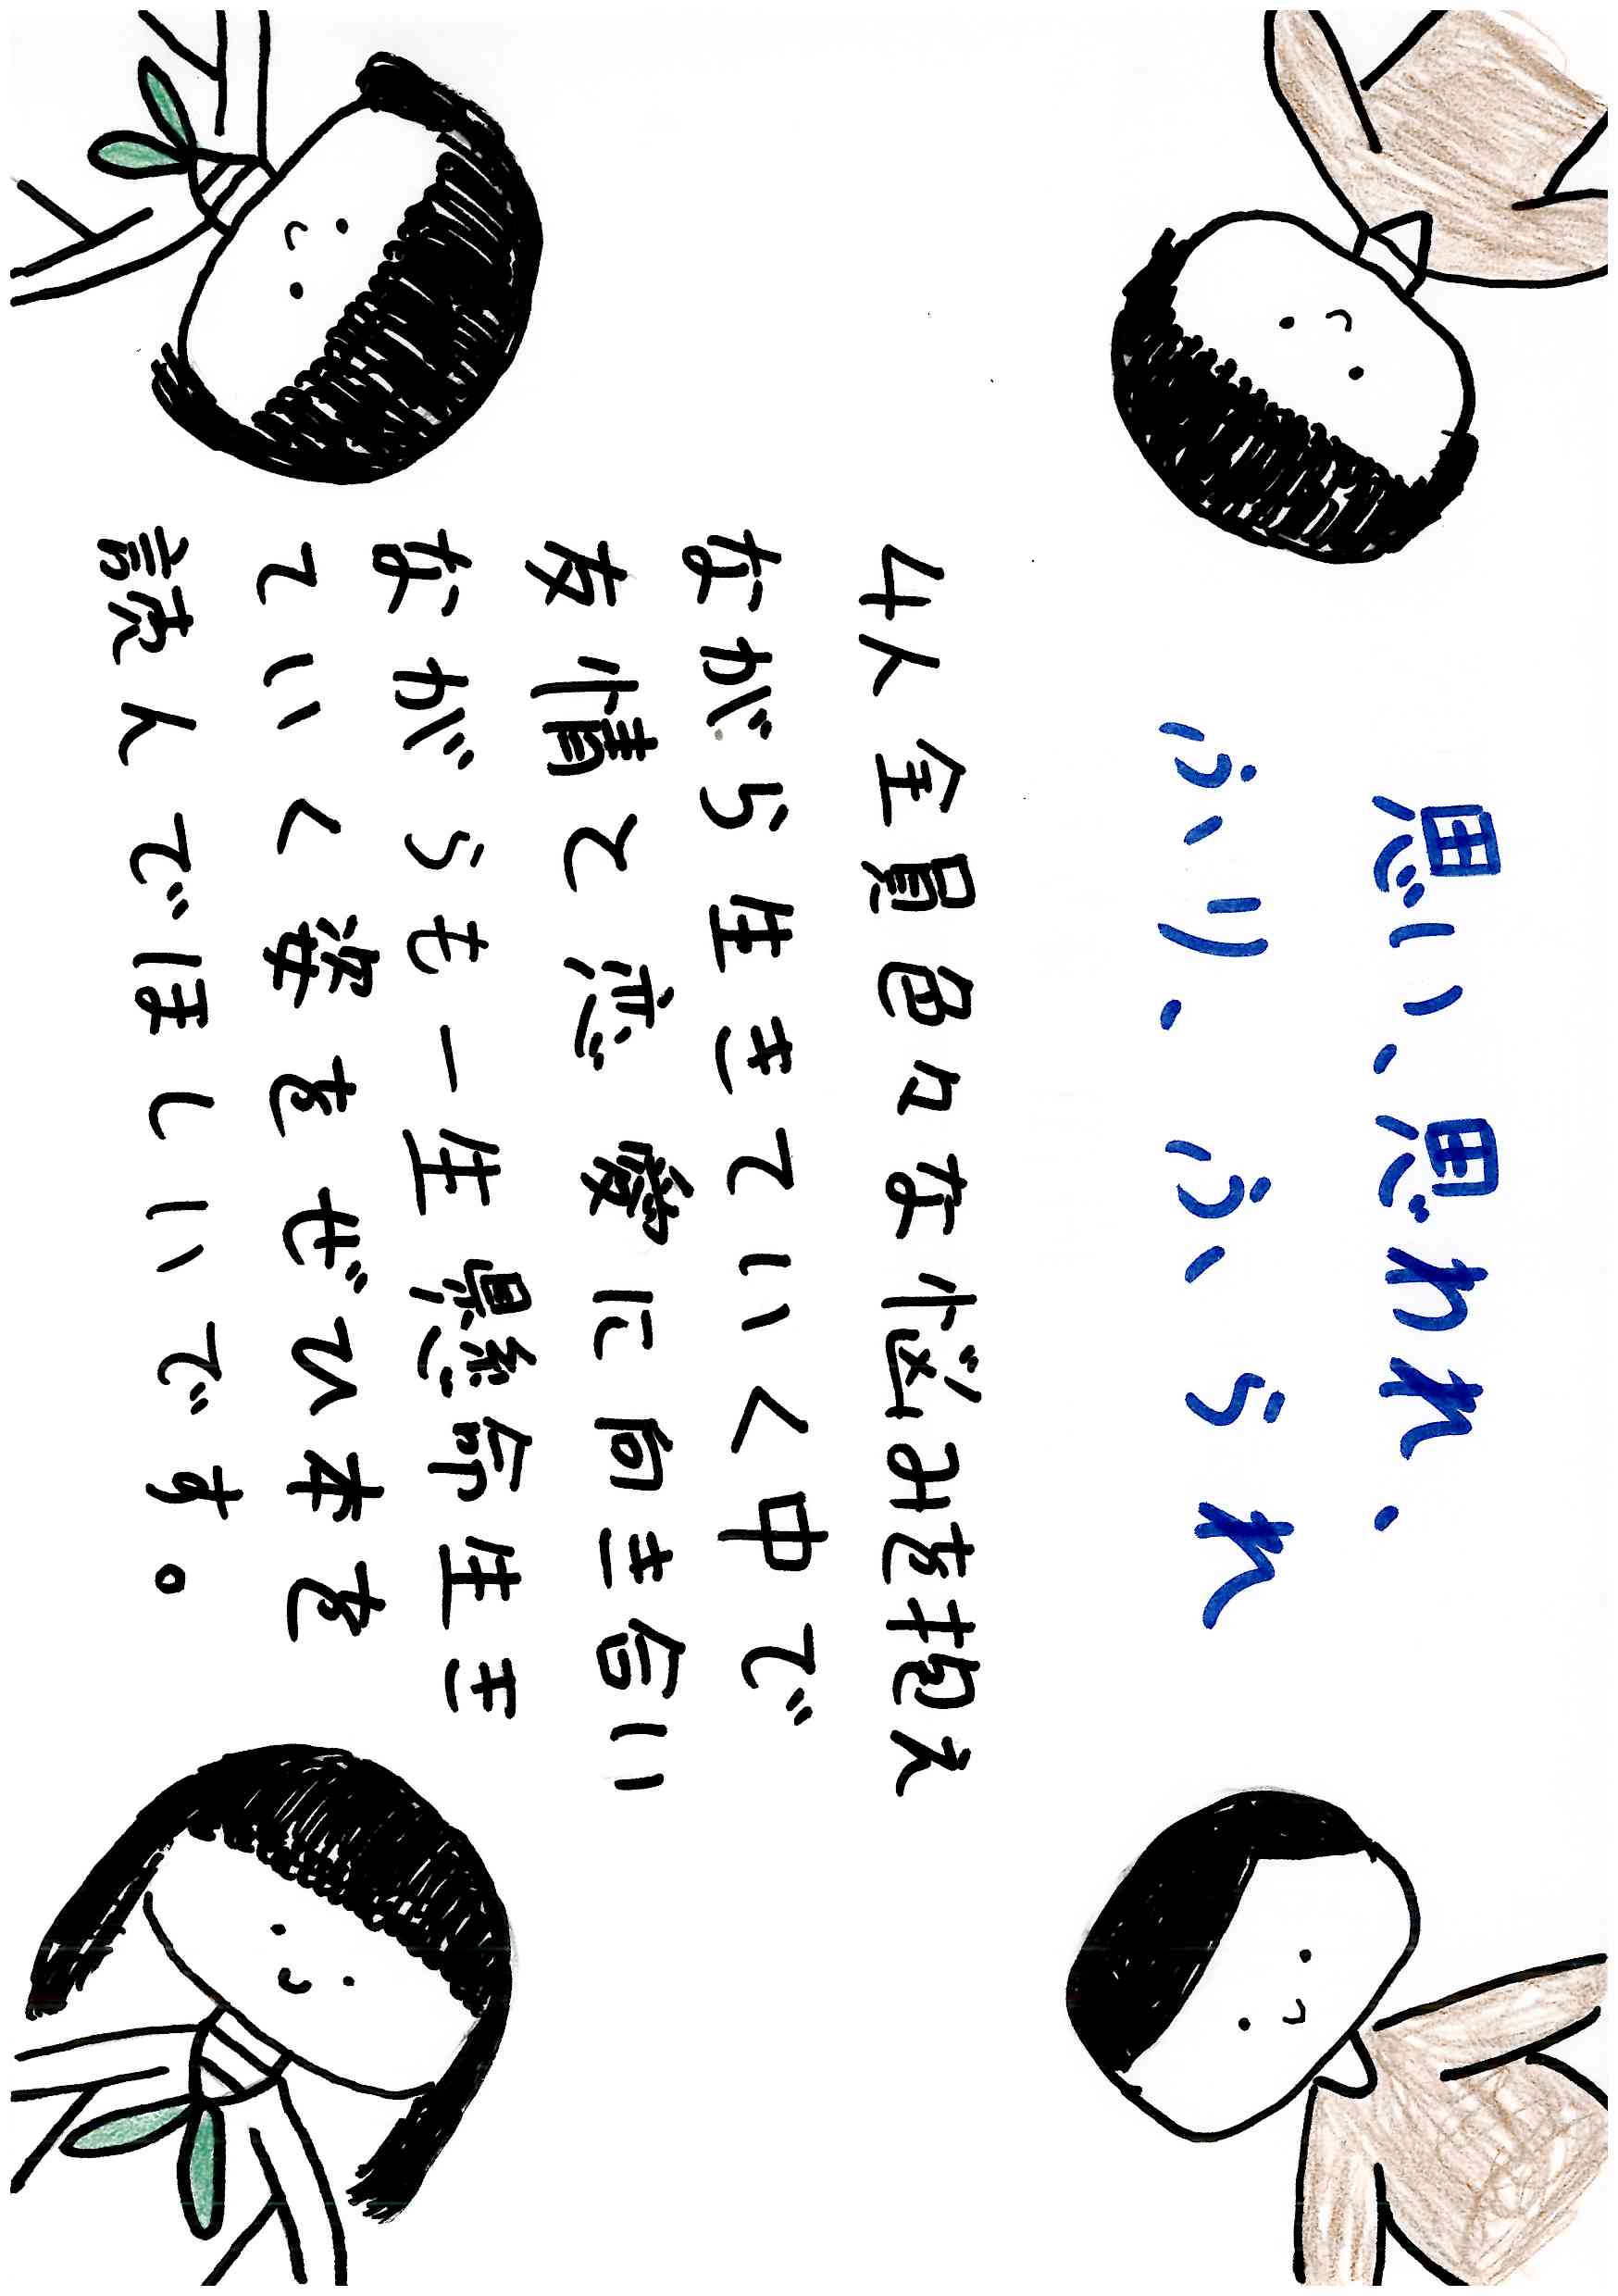 思い、思われ、
ふり、ふられ
4人全員色々な悩みを抱え
ながら生きていく中で
友情と恋愛に向き合い
ながらも一生懸命生き
ていく姿をぜひ本を
読んでほしいです。